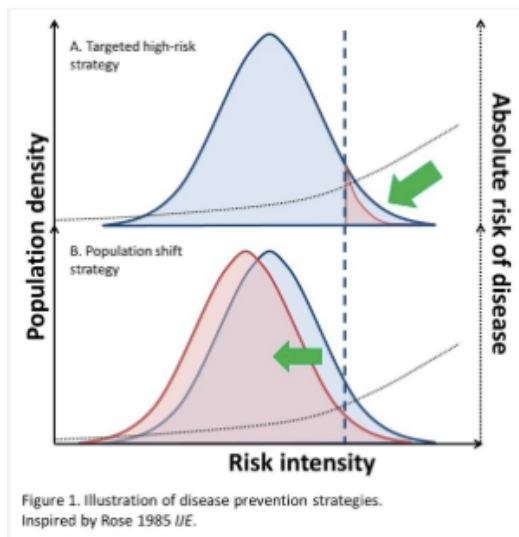 A. Targeted high-risk
strategy
Population density
Absolute risk of disease
B. Population shift
strategy
Risk intensity
Figure 1. Illustration of disease prevention strategies.
Inspired by Rose 1985 IJE.